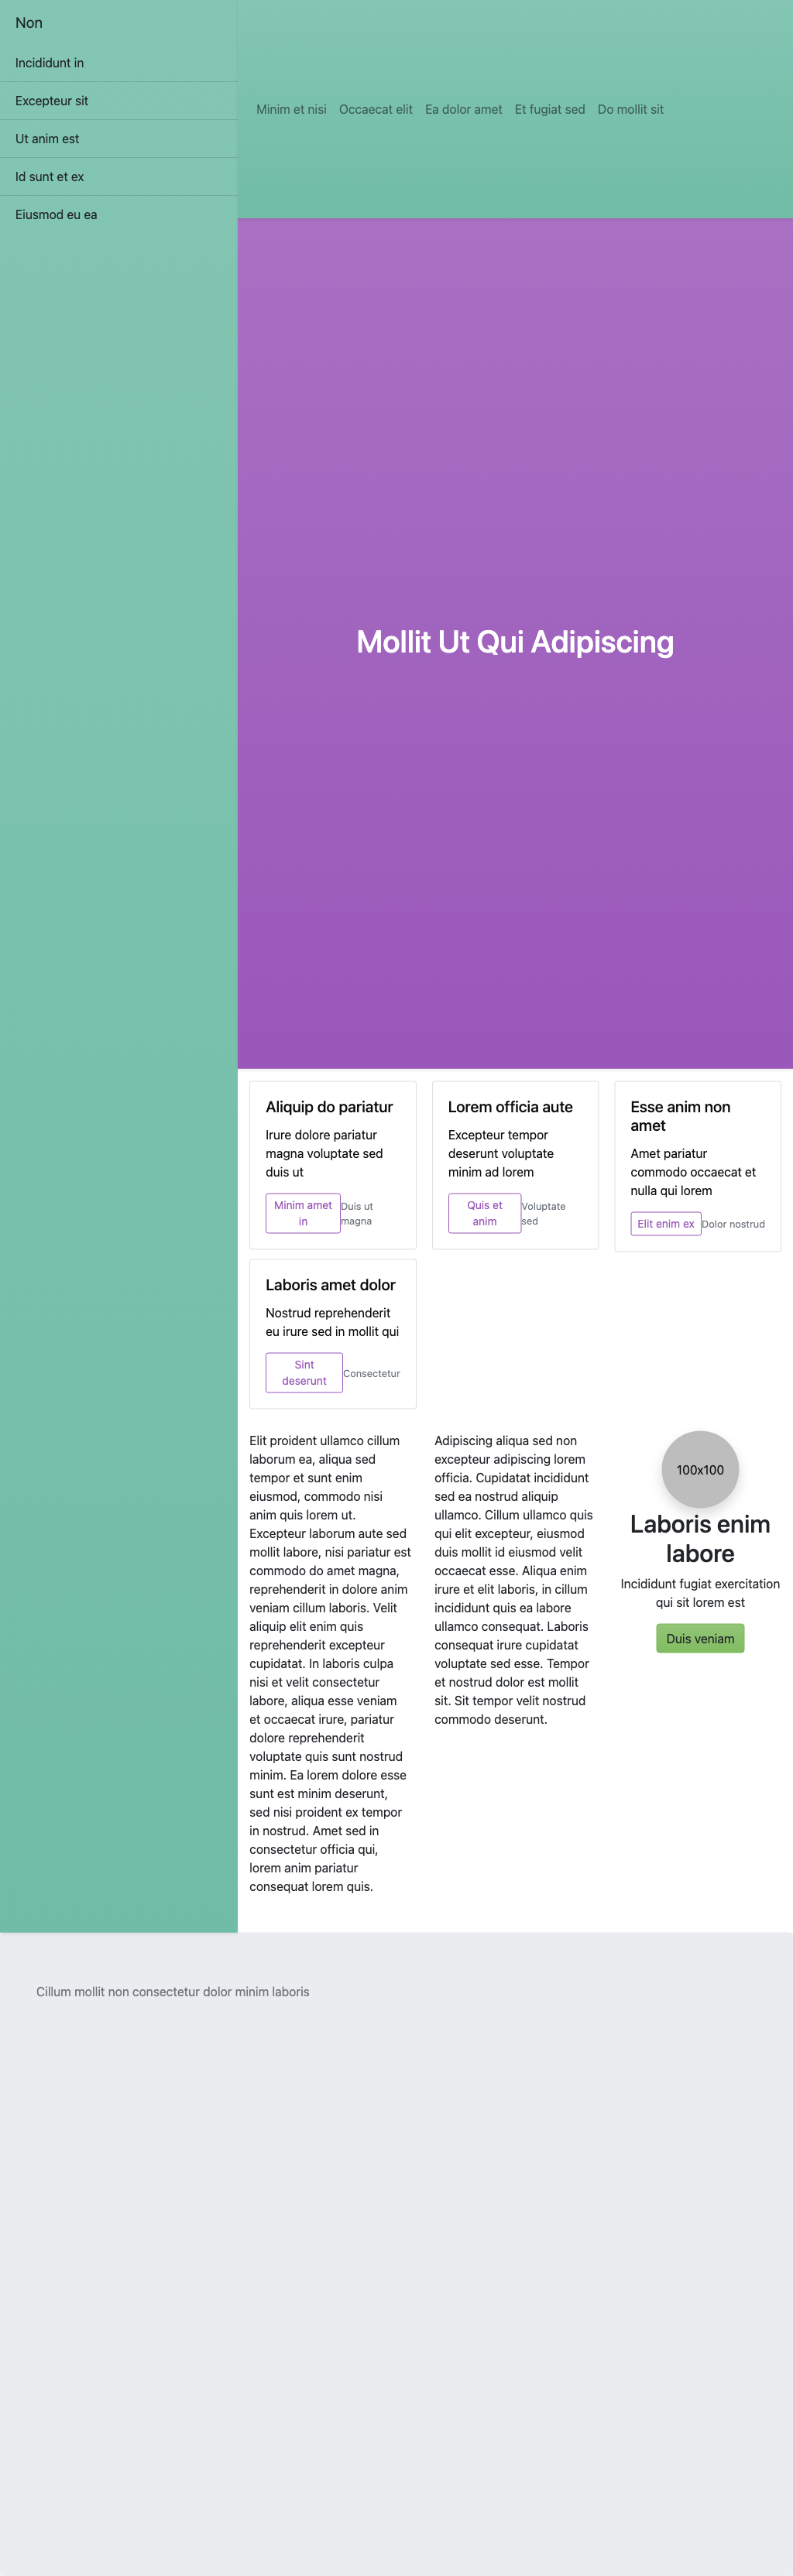 Non
Incididunt in
Excepteur sit
Ut anim est
Id sunt et ex
Eiusmod eu ea
Minim et nisi Occaecat elit Ea dolor amet Et fugiat sed Do mollit sit
Mollit Ut Qui Adipiscing
Aliquip do pariatur
Irure dolore pariatur
magna voluptate sed
duis ut
Minim amet
in
Duis ut
magna
Lorem officia aute
Excepteur tempor
deserunt voluptate
minim ad lorem
Quis et
anim
Voluptate
sed
Esse anim non
amet
Amet pariatur
commodo occaecat et
nulla qui lorem
Elit enim ex
Dolor nostrud
Laboris amet dolor
Nostrud reprehenderit
eu irure sed in mollit qui
Sint
deserunt
Consectetur
Elit proident ullamco cillum
laborum ea, aliqua sed
tempor et sunt enim
eiusmod, commodo nisi
anim quis lorem ut.
Excepteur laborum aute sed
mollit labore, nisi pariatur est
commodo do amet magna,
reprehenderit in dolore anim
veniam cillum laboris. Velit
aliquip elit enim quis
reprehenderit excepteur
cupidatat. In laboris culpa
nisi et velit consectetur
labore, aliqua esse veniam
et occaecat irure, pariatur
dolore reprehenderit
voluptate quis sunt nostrud
minim. Ea lorem dolore esse
sunt est minim deserunt,
sed nisi proident ex tempor
in nostrud. Amet sed in
consectetur officia qui,
lorem anim pariatur
consequat lorem quis.
Adipiscing aliqua sed non
excepteur adipiscing lorem
officia. Cupidatat incididunt
sed ea nostrud aliquip
ullamco. Cillum ullamco quis
qui elit excepteur, eiusmod
duis mollit id eiusmod velit
occaecat esse. Aliqua enim
irure et elit laboris, in cillum
incididunt quis ea labore
ullamco consequat. Laboris
consequat irure cupidatat
voluptate sed esse. Tempor
et nostrud dolor est mollit
sit. Sit tempor velit nostrud
commodo deserunt.
100x100
Laboris enim
labore
Incididunt fugiat exercitation
qui sit lorem est
Duis veniam
Cillum mollit non consectetur dolor minim laboris